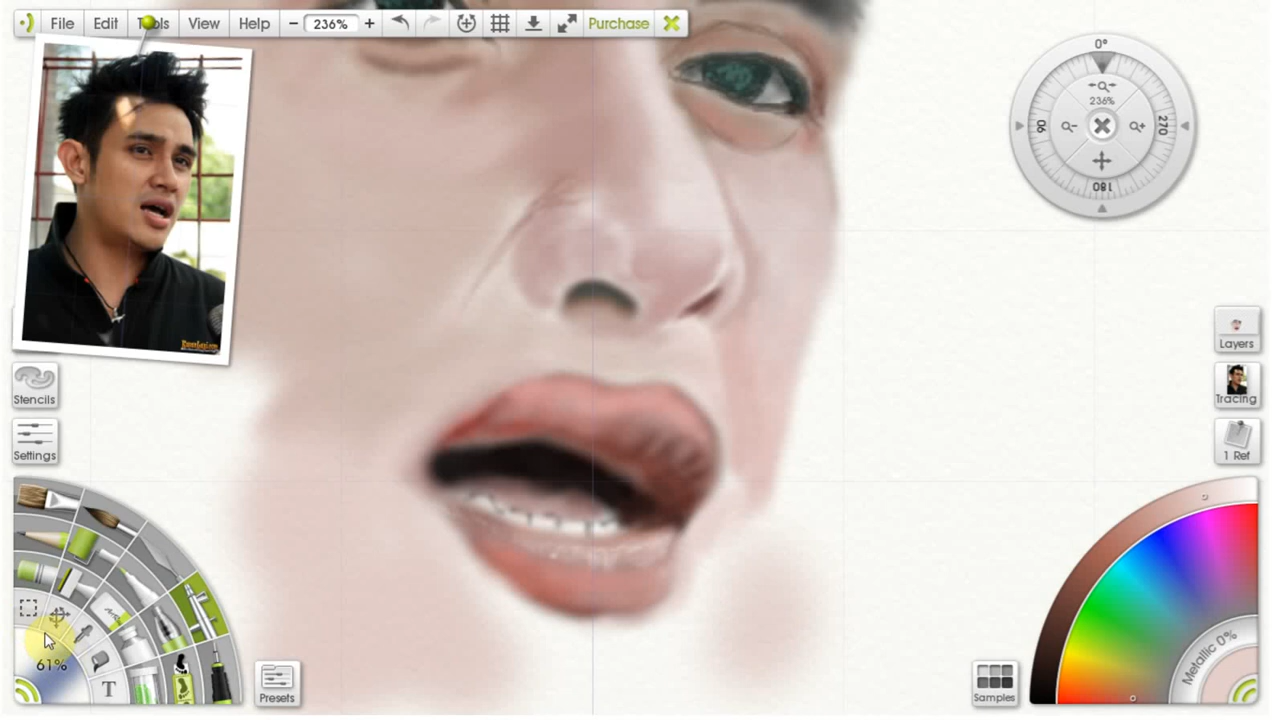 File Edit Tools View Help − 236% + Purchase
0°
236%
90
270
180
Layers
Tracing
1 Ref
Stencils
Settings
61%
T
Presets
Samples
Metallic 0%